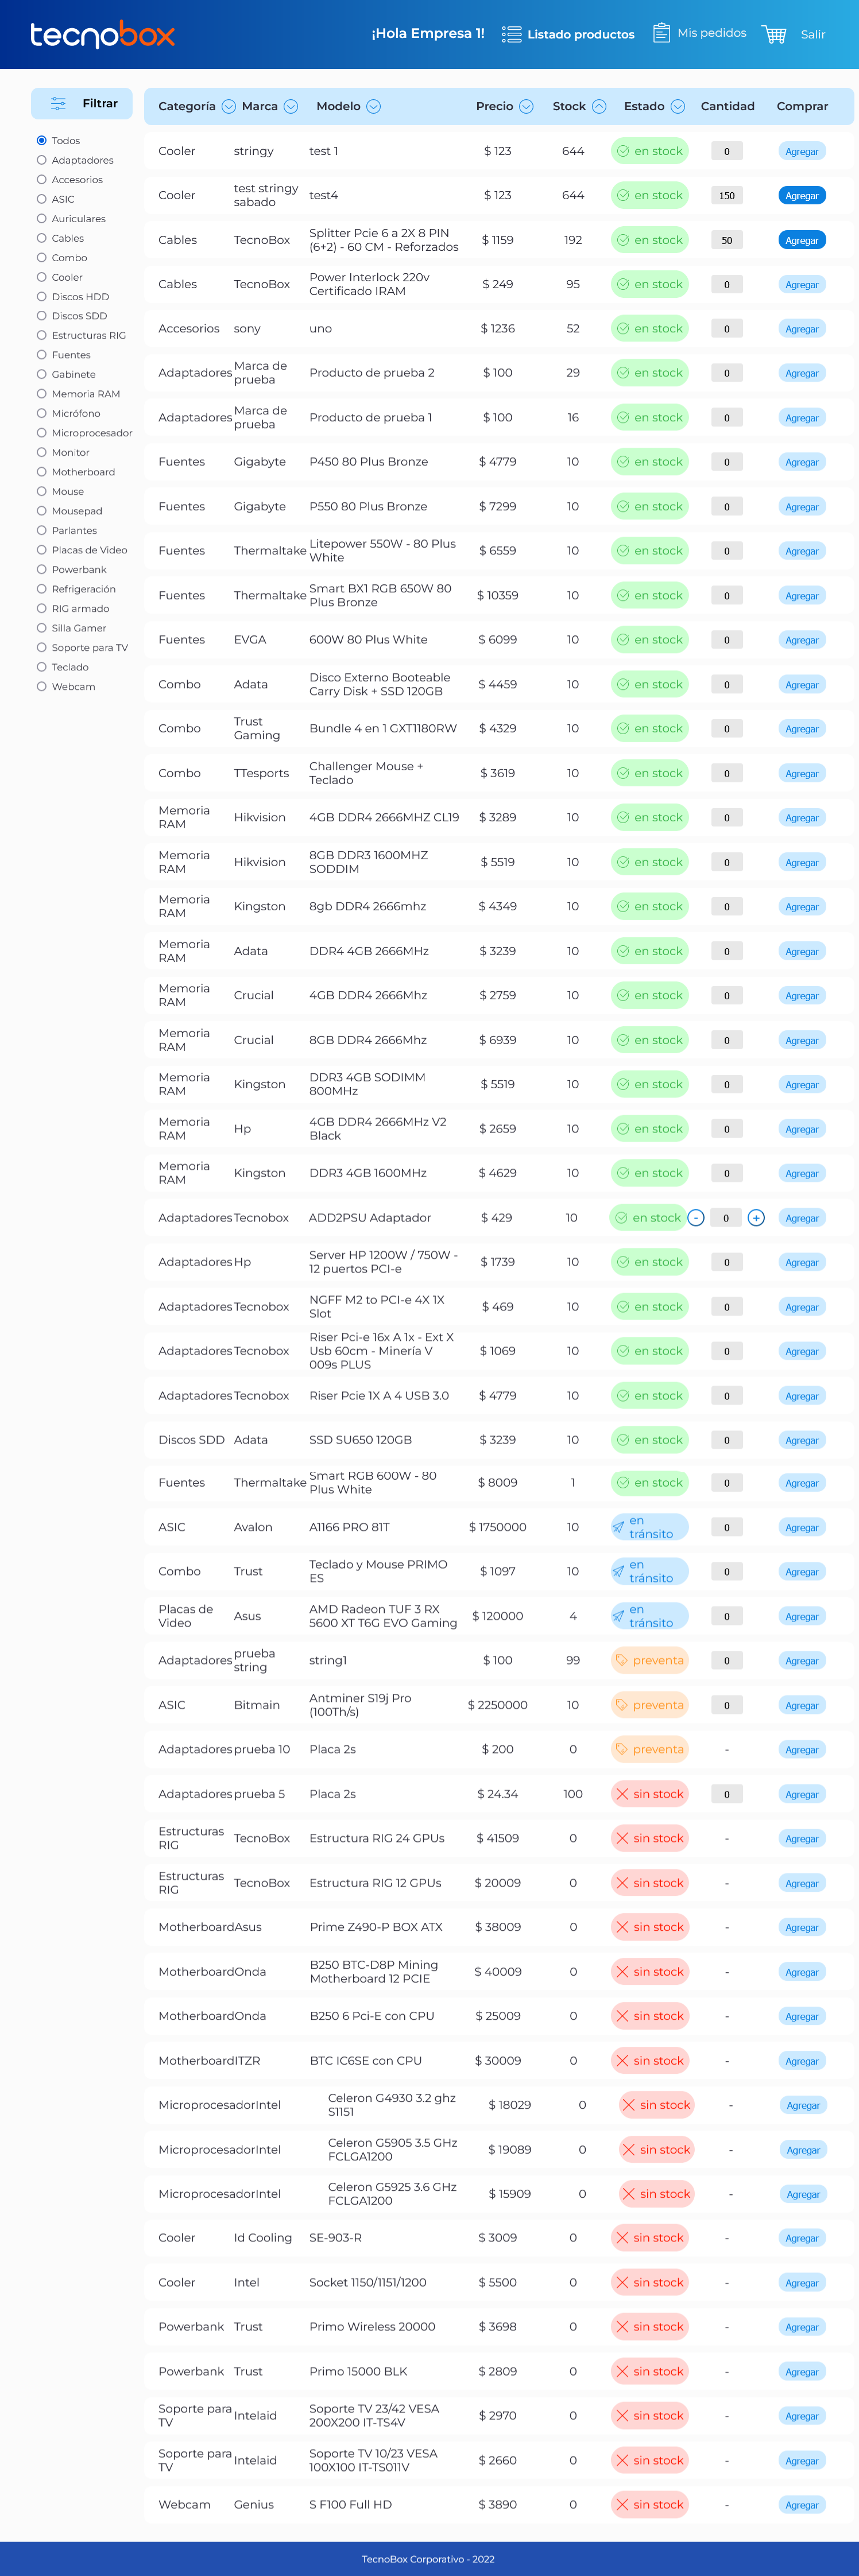 tecnobox
¡Hola Empresa 1! Listado productos Mis pedidos Salir
Filtrar
Todos
Adaptadores
Accesorios
ASIC
Auriculares
Cables
Combo
Cooler
Discos HDD
Discos SDD
Estructuras RIG
Fuentes
Gabinete
Memoria RAM
Micrófono
Microprocesador
Monitor
Motherboard
Mouse
Mousepad
Parlantes
Placas de Video
Powerbank
Refrigeración
RIG armado
Silla Gamer
Soporte para TV
Teclado
Webcam
Categoría Marca Modelo Precio Stock Estado Cantidad Comprar
Cooler stringy test 1 $ 123 644 en stock 0 Agregar
Cooler test stringy sabado test4 $ 123 644 en stock 150 Agregar
Cables TecnoBox Splitter Pcie 6 a 2X 8 PIN (6+2) - 60 CM - Reforzados $ 1159 192 en stock 50 Agregar
Cables TecnoBox Power Interlock 220v Certificado IRAM $ 249 95 en stock 0 Agregar
Accesorios sony uno $ 1236 52 en stock 0 Agregar
Adaptadores Marca de prueba Producto de prueba 2 $ 100 29 en stock 0 Agregar
Adaptadores Marca de prueba Producto de prueba 1 $ 100 16 en stock 0 Agregar
Fuentes Gigabyte P450 80 Plus Bronze $ 4779 10 en stock 0 Agregar
Fuentes Gigabyte P550 80 Plus Bronze $ 7299 10 en stock 0 Agregar
Fuentes Thermaltake Litepower 550W - 80 Plus White $ 6559 10 en stock 0 Agregar
Fuentes Thermaltake Smart BX1 RGB 650W 80 Plus Bronze $ 10359 10 en stock 0 Agregar
Fuentes EVGA 600W 80 Plus White $ 6099 10 en stock 0 Agregar
Combo Adata Disco Externo Booteable Carry Disk + SSD 120GB $ 4459 10 en stock 0 Agregar
Combo Trust Gaming Bundle 4 en 1 GXT1180RW $ 4329 10 en stock 0 Agregar
Combo TTesports Challenger Mouse + Teclado $ 3619 10 en stock 0 Agregar
Memoria RAM Hikvision 4GB DDR4 2666MHZ CL19 $ 3289 10 en stock 0 Agregar
Memoria RAM Hikvision 8GB DDR3 1600MHZ SODDIM $ 5519 10 en stock 0 Agregar
Memoria RAM Kingston 8gb DDR4 2666mhz $ 4349 10 en stock 0 Agregar
Memoria RAM Adata DDR4 4GB 2666MHz $ 3239 10 en stock 0 Agregar
Memoria RAM Crucial 4GB DDR4 2666Mhz $ 2759 10 en stock 0 Agregar
Memoria RAM Crucial 8GB DDR4 2666Mhz $ 6939 10 en stock 0 Agregar
Memoria RAM Kingston DDR3 4GB SODIMM 800MHz $ 5519 10 en stock 0 Agregar
Memoria RAM Hp 4GB DDR4 2666MHz V2 Black $ 2659 10 en stock 0 Agregar
Memoria RAM Kingston DDR3 4GB 1600MHz $ 4629 10 en stock 0 Agregar
Adaptadores Tecnobox ADD2PSU Adaptador $ 429 10 en stock - 0 + Agregar
Adaptadores Hp Server HP 1200W / 750W - 12 puertos PCI-e $ 1739 10 en stock 0 Agregar
Adaptadores Tecnobox NGFF M2 to PCI-e 4X 1X Slot $ 469 10 en stock 0 Agregar
Adaptadores Tecnobox Riser Pci-e 16x A 1x - Ext X Usb 60cm - Minería V 009s PLUS $ 1069 10 en stock 0 Agregar
Adaptadores Tecnobox Riser Pcie 1X A 4 USB 3.0 $ 4779 10 en stock 0 Agregar
Discos SDD Adata SSD SU650 120GB $ 3239 10 en stock 0 Agregar
Fuentes Thermaltake Smart RGB 600W - 80 Plus White $ 8009 1 en stock 0 Agregar
ASIC Avalon A1166 PRO 81T $ 1750000 10 en tránsito 0 Agregar
Combo Trust Teclado y Mouse PRIMO ES $ 1097 10 en tránsito 0 Agregar
Placas de Video Asus AMD Radeon TUF 3 RX 5600 XT T6G EVO Gaming $ 120000 4 en tránsito 0 Agregar
Adaptadores prueba string string1 $ 100 99 preventa 0 Agregar
ASIC Bitmain Antminer S19j Pro (100Th/s) $ 2250000 10 preventa 0 Agregar
Adaptadores prueba 10 Placa 2s $ 200 0 preventa - Agregar
Adaptadores prueba 5 Placa 2s $ 24.34 100 sin stock 0 Agregar
Estructuras RIG TecnoBox Estructura RIG 24 GPUs $ 41509 0 sin stock - Agregar
Estructuras RIG TecnoBox Estructura RIG 12 GPUs $ 20009 0 sin stock - Agregar
Motherboard Asus Prime Z490-P BOX ATX $ 38009 0 sin stock - Agregar
Motherboard Onda B250 BTC-D8P Mining Motherboard 12 PCIE $ 40009 0 sin stock - Agregar
Motherboard Onda B250 6 Pci-E con CPU $ 25009 0 sin stock - Agregar
Motherboard ITZR BTC IC6SE con CPU $ 30009 0 sin stock - Agregar
Microprocesador Intel Celeron G4930 3.2 ghz S1151 $ 18029 0 sin stock - Agregar
Microprocesador Intel Celeron G5905 3.5 GHz FCLGA1200 $ 19089 0 sin stock - Agregar
Microprocesador Intel Celeron G5925 3.6 GHz FCLGA1200 $ 15909 0 sin stock - Agregar
Cooler Id Cooling SE-903-R $ 3009 0 sin stock - Agregar
Cooler Intel Socket 1150/1151/1200 $ 5500 0 sin stock - Agregar
Powerbank Trust Primo Wireless 20000 $ 3698 0 sin stock - Agregar
Powerbank Trust Primo 15000 BLK $ 2809 0 sin stock - Agregar
Soporte para TV Intelaid Soporte TV 23/42 VESA 200X200 IT-TS4V $ 2970 0 sin stock - Agregar
Soporte para TV Intelaid Soporte TV 10/23 VESA 100X100 IT-TS011V $ 2660 0 sin stock - Agregar
Webcam Genius S F100 Full HD $ 3890 0 sin stock - Agregar
TecnoBox Corporativo - 2022